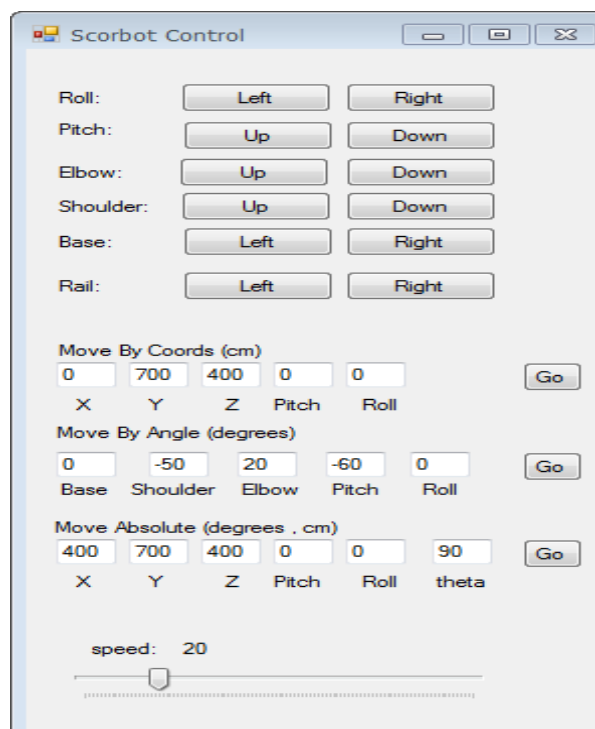 Scorbot Control
Roll: Left Right
Pitch: Up Down
Elbow: Up Down
Shoulder: Up Down
Base: Left Right
Rail: Left Right
Move By Coords (cm)
0 700 400 0 0 Go
X Y Z Pitch Roll
Move By Angle (degrees)
0 -50 20 -60 0 Go
Base Shoulder Elbow Pitch Roll
Move Absolute (degrees , cm)
400 700 400 0 0 90 Go
X Y Z Pitch Roll theta
speed: 20